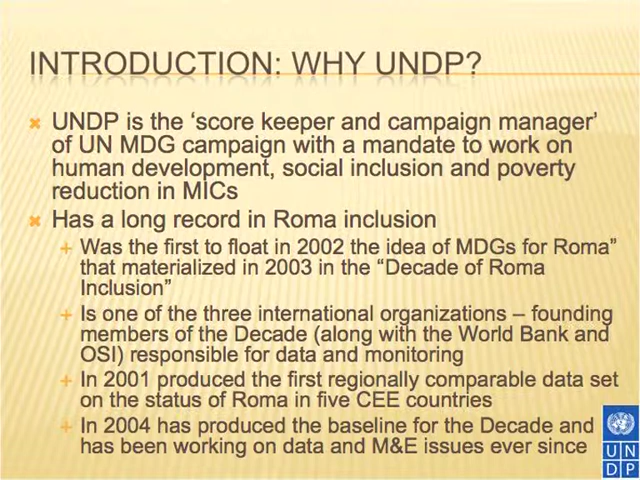 INTRODUCTION: WHY UNDP?
UNDP is the ‘score keeper and campaign manager’
of UN MDG campaign with a mandate to work on
human development, social inclusion and poverty
reduction in MICs
Has a long record in Roma inclusion
Was the first to float in 2002 the idea of MDGs for Roma”
that materialized in 2003 in the “Decade of Roma
Inclusion”
Is one of the three international organizations – founding
members of the Decade (along with the World Bank and
OSI) responsible for data and monitoring
In 2001 produced the first regionally comparable data set
on the status of Roma in five CEE countries
In 2004 has produced the baseline for the Decade and
has been working on data and M&E issues ever since
U N
D P